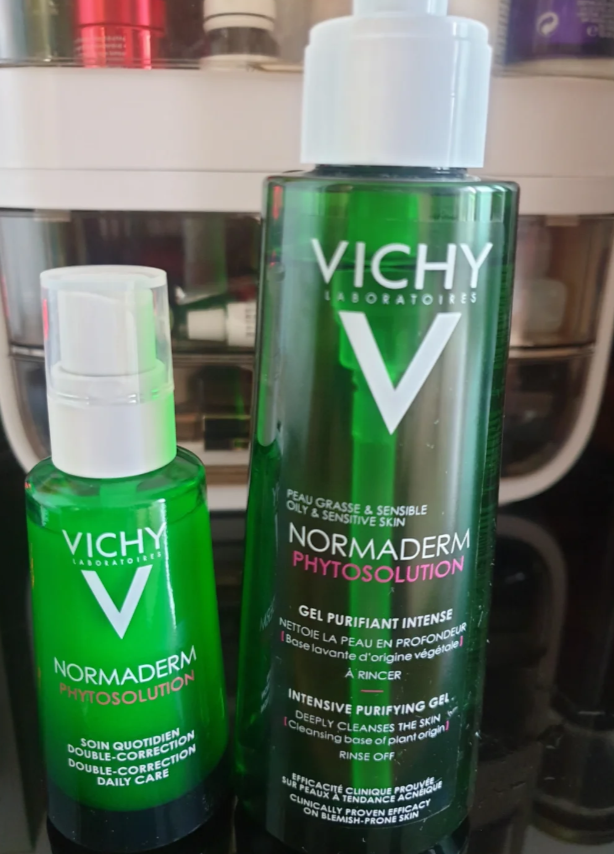 VICHY
LABORATOIRES
V
NORMADERM
PHYTOSOLUTION
SOIN QUOTIDIEN
DOUBLE-CORRECTION
DOUBLE-CORRECTION
DAILY CARE
VICHY
LABORATOIRES
V
PEAU GRASSE & SENSIBLE
OILY & SENSITIVE SKIN
NORMADERM
PHYTOSOLUTION
GEL PURIFIANT INTENSE
NETTOIE LA PEAU EN PROFONDEUR
[Base lavante d'origine végétale]
À RINCER
INTENSIVE PURIFYING GEL
DEEPLY CLEANSES THE SKIN
[Cleansing base of plant origin]
RINSE OFF
EFFICACITÉ CLINIQUE PROUVÉE
SUR PEAUX À TENDANCE ACNÉIQUE
CLINICALLY PROVEN EFFICACY
ON BLEMISH-PRONE SKIN